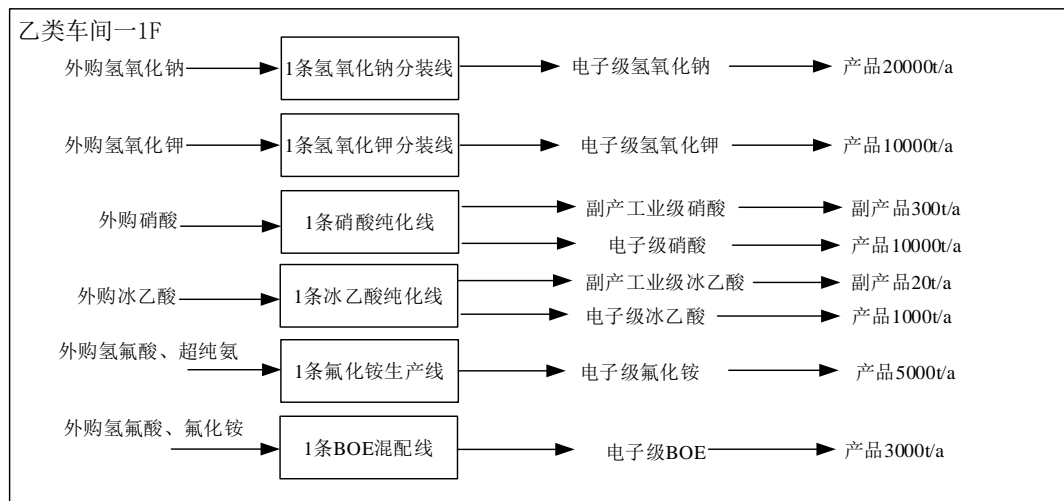 乙类车间一1F
外购氢氧化钠
1条氢氧化钠分装线
电子级氢氧化钠
产品20000t/a
外购氢氧化钾
1条氢氧化钾分装线
电子级氢氧化钾
产品10000t/a
外购硝酸
1条硝酸纯化线
副产工业级硝酸
副产品300t/a
电子级硝酸
产品10000t/a
外购冰乙酸
1条冰乙酸纯化线
副产工业级冰乙酸
副产品20t/a
电子级冰乙酸
产品1000t/a
外购氢氟酸、超纯氨
1条氟化铵生产线
电子级氟化铵
产品5000t/a
外购氢氟酸、氟化铵
1条BOE混配线
电子级BOE
产品3000t/a